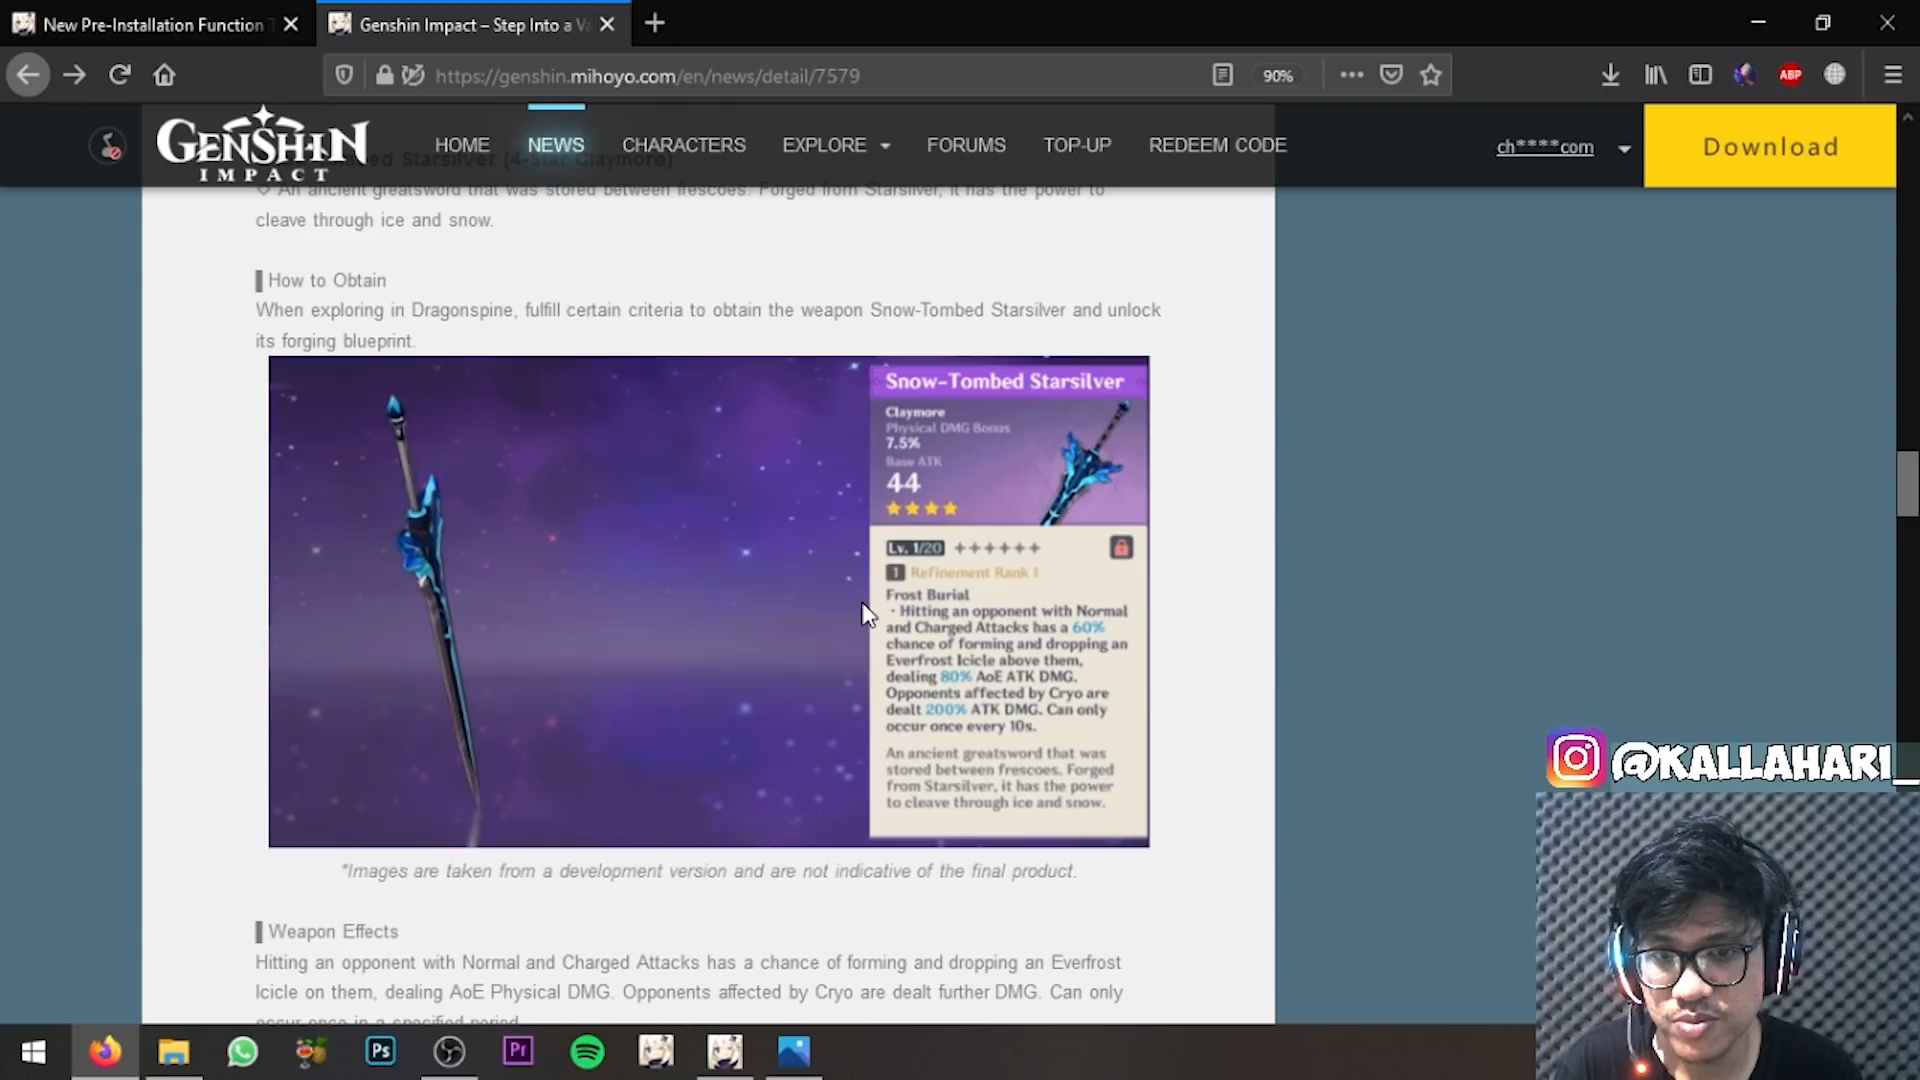 New Pre-Installation Function
Genshin Impact – Step Into a Va
https://genshin.mihoyo.com/en/news/detail/7579
90%
ABP
GENSHIN
IMPACT
HOME
NEWS
CHARACTERS
EXPLORE
FORUMS
TOP-UP
REDEEM CODE
ch****com
Download
Starsilver (4-Star Claymore)
◇ An ancient greatsword that was stored between frescoes. Forged from Starsilver, it has the power to
cleave through ice and snow.
How to Obtain
When exploring in Dragonspine, fulfill certain criteria to obtain the weapon Snow-Tombed Starsilver and unlock
its forging blueprint.
Snow-Tombed Starsilver
Claymore
Physical DMG Bonus
7.5%
Base ATK
44
Lv. 1/20
1 Refinement Rank 1
Frost Burial
· Hitting an opponent with Normal
and Charged Attacks has a 60%
chance of forming and dropping an
Everfrost Icicle above them,
dealing 80% AoE ATK DMG.
Opponents affected by Cryo are
dealt 200% ATK DMG. Can only
occur once every 10s.
An ancient greatsword that was
stored between frescoes. Forged
from Starsilver, it has the power
to cleave through ice and snow.
*Images are taken from a development version and are not indicative of the final product.
Weapon Effects
Hitting an opponent with Normal and Charged Attacks has a chance of forming and dropping an Everfrost
Icicle on them, dealing AoE Physical DMG. Opponents affected by Cryo are dealt further DMG. Can only
occur once in a specified period.
@KALLAHARI_
Ps
Pr